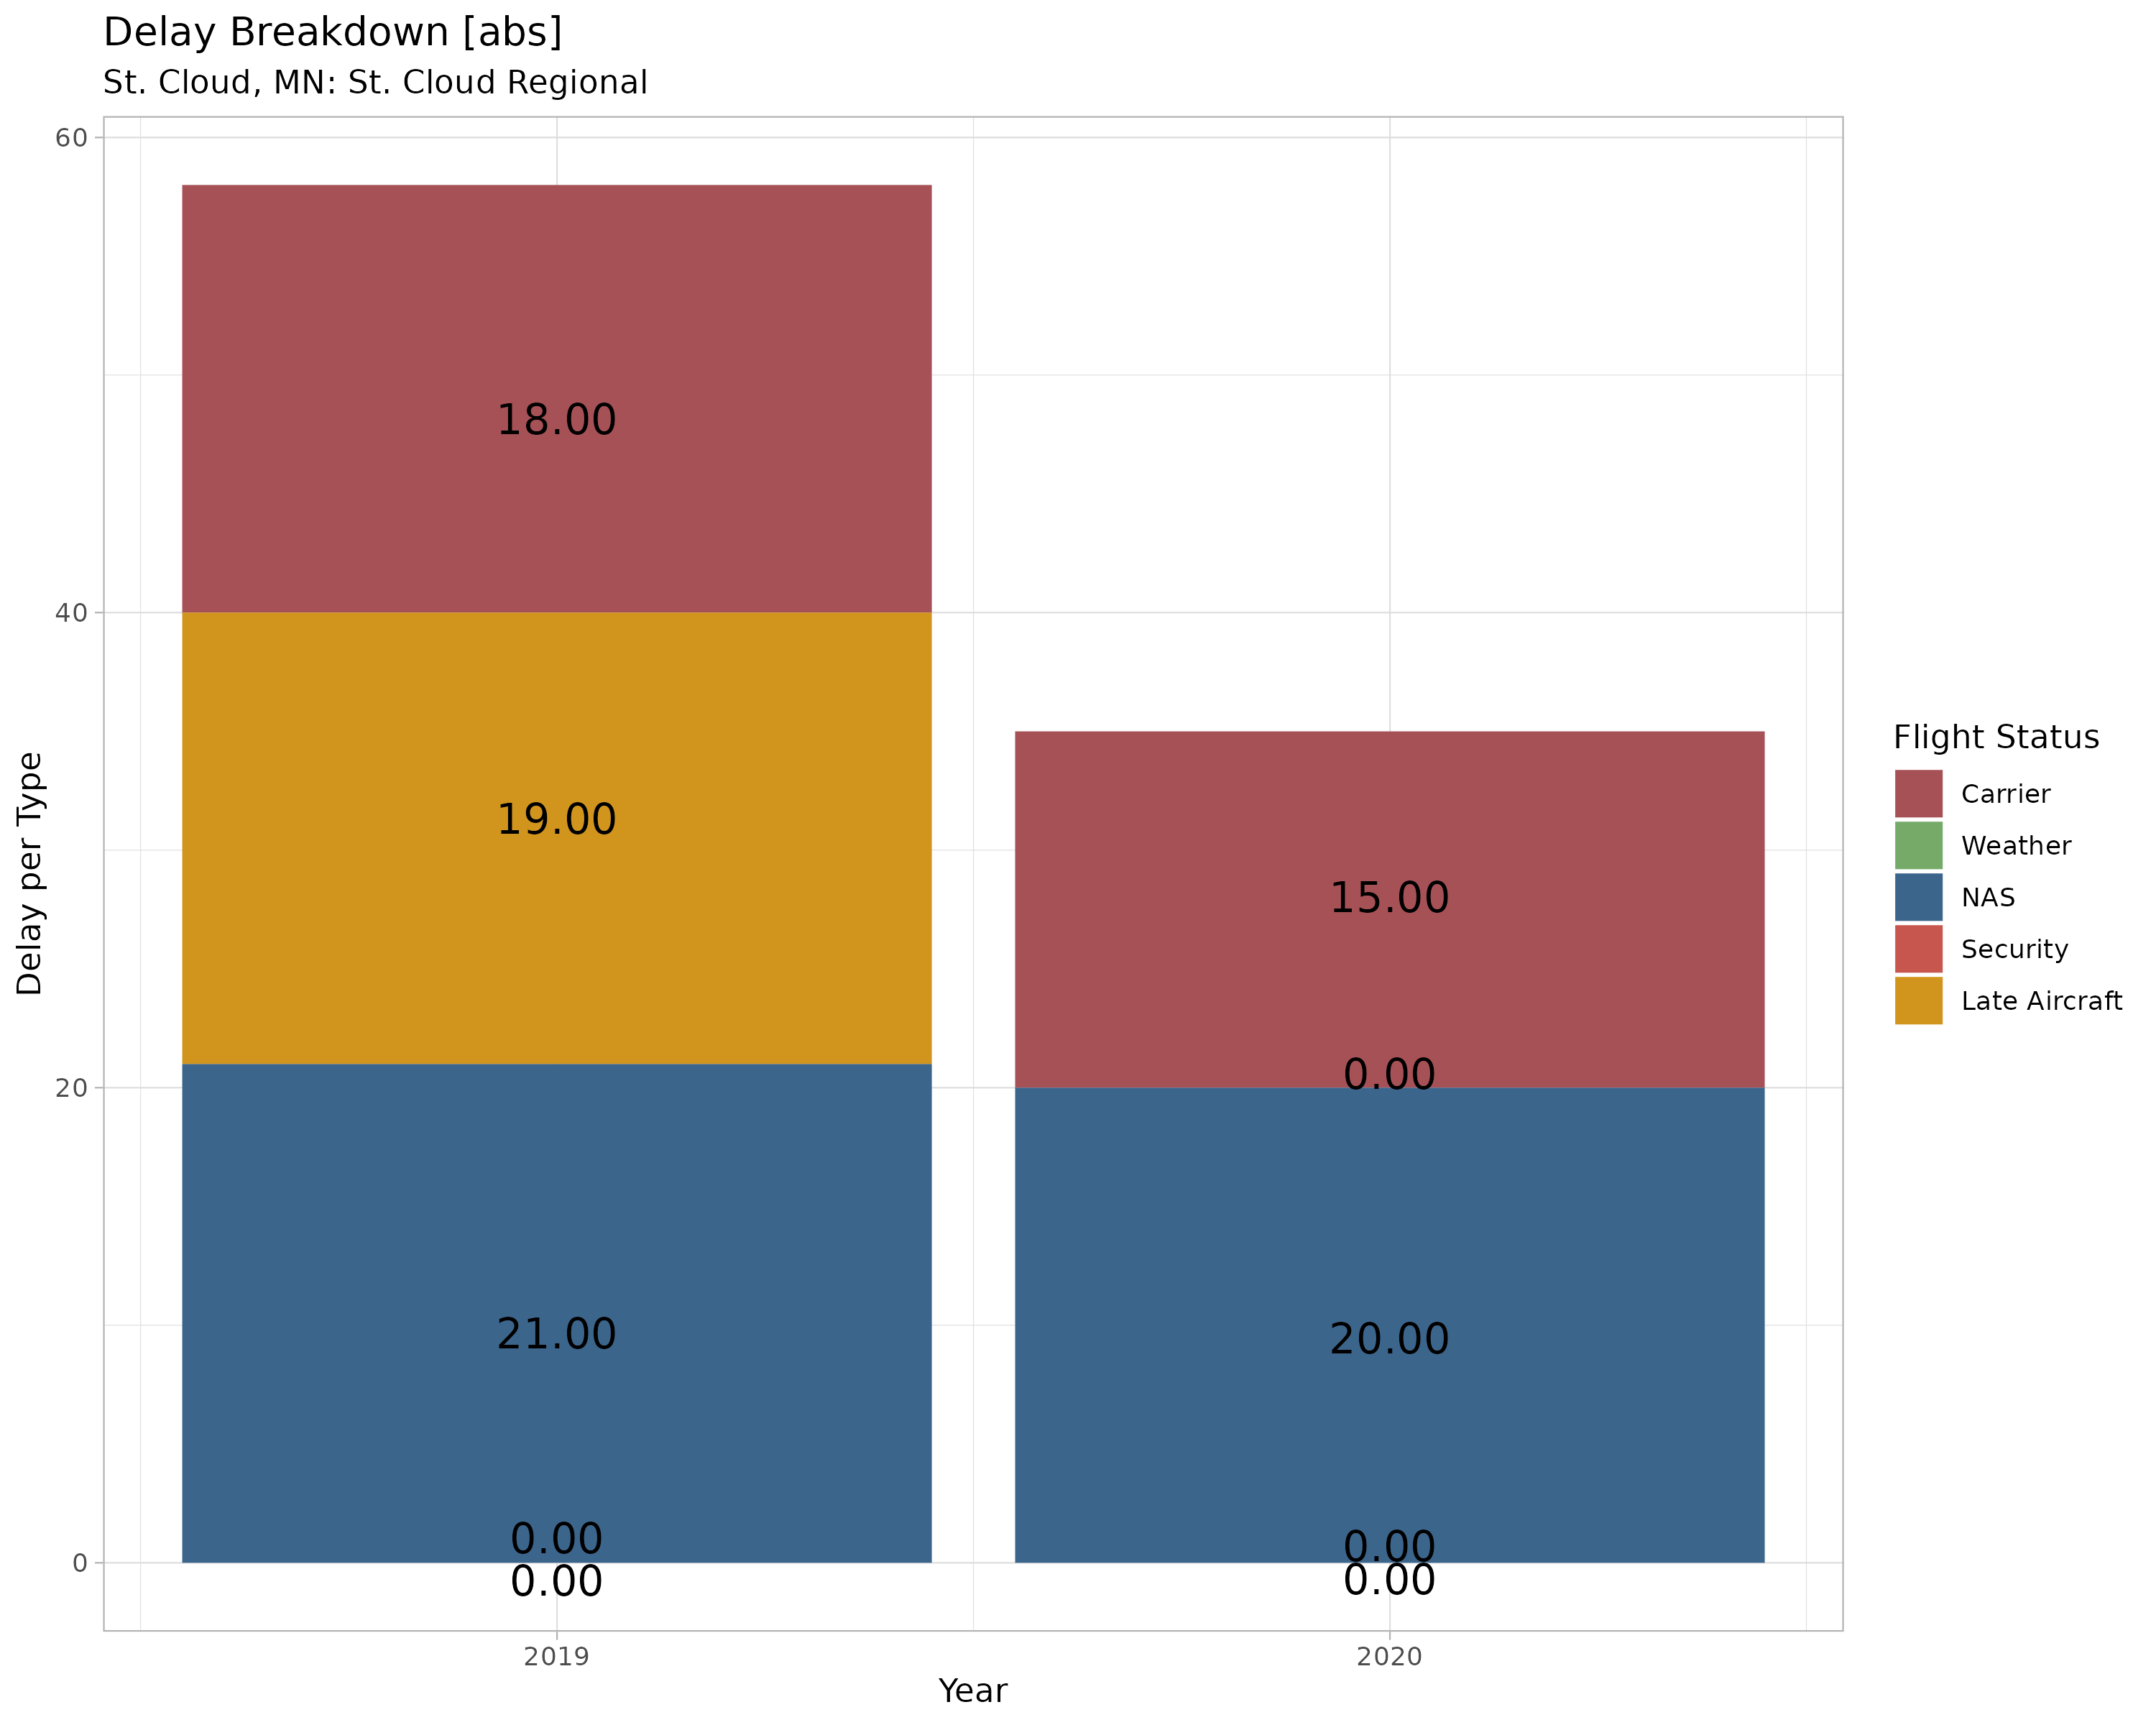 Delay Breakdown [abs]
St. Cloud, MN: St. Cloud Regional
Delay per Type
60
40
20
0
18.00
19.00
21.00
0.00
0.00
15.00
0.00
20.00
0.00
0.00
2019
2020
Year
Flight Status
Carrier
Weather
NAS
Security
Late Aircraft